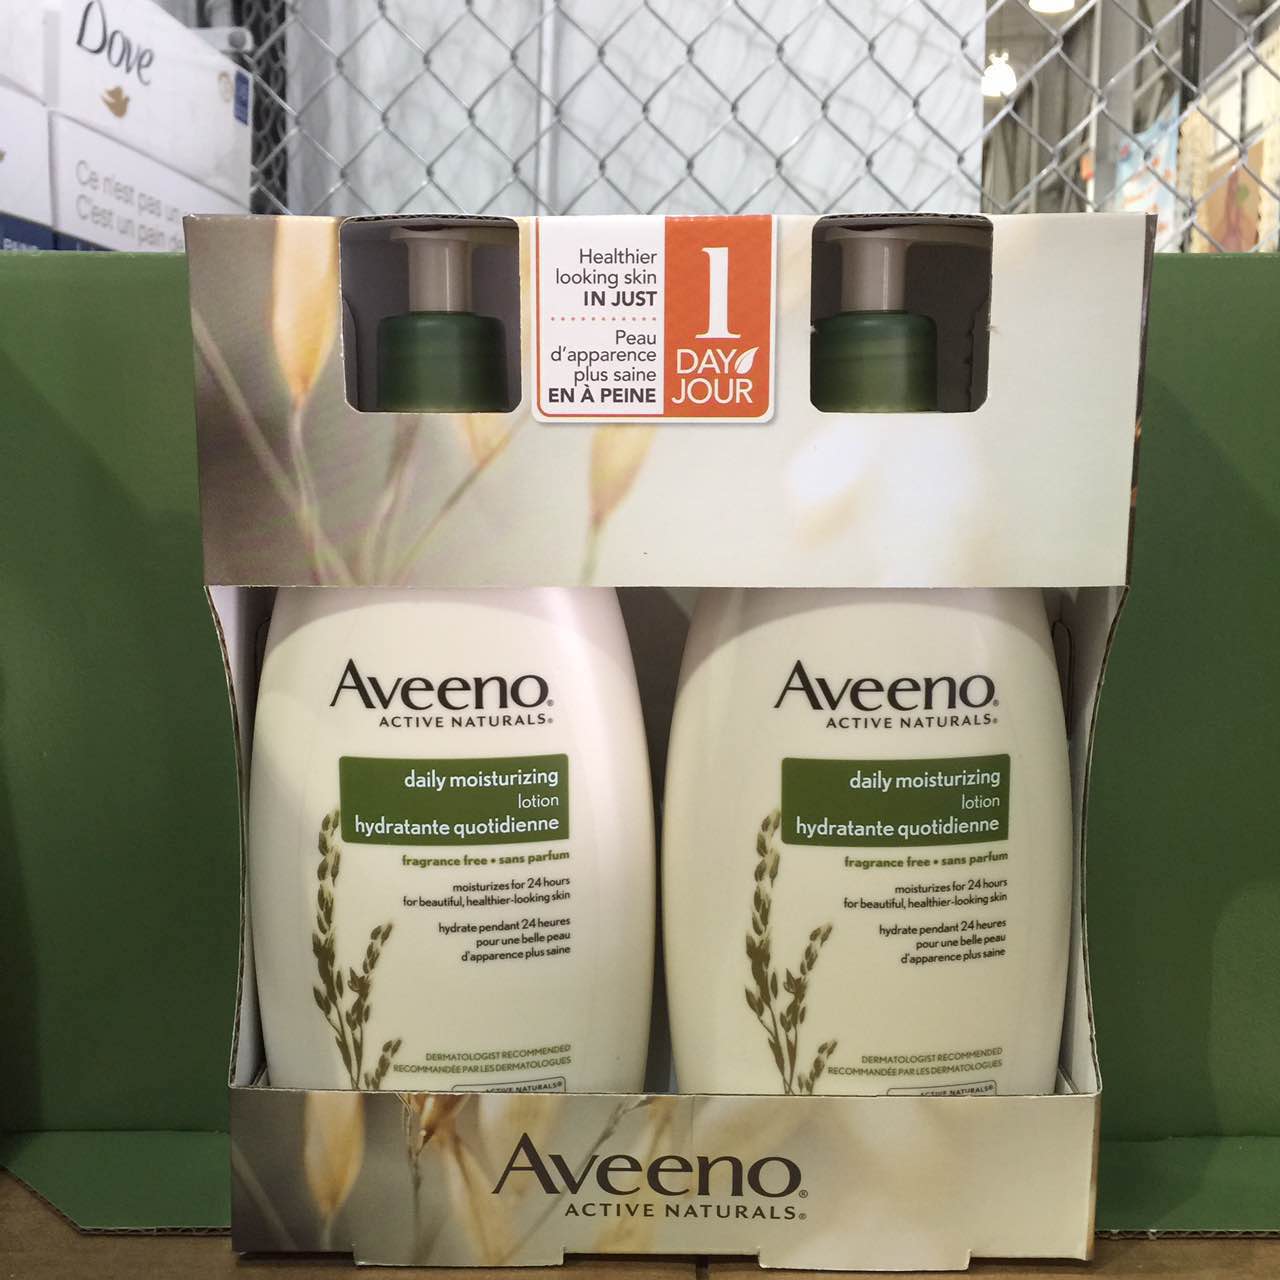 Dove
Ce n'est pas un
C'est un pain de
Healthier
looking skin
IN JUST
Peau
d'apparence
plus saine
EN À PEINE
1
DAY
JOUR
Aveeno®
ACTIVE NATURALS®
daily moisturizing
lotion
hydratante quotidienne
fragrance free • sans parfum
moisturizes for 24 hours
for beautiful, healthier-looking skin
hydrate pendant 24 heures
pour une belle peau
d'apparence plus saine
DERMATOLOGIST RECOMMENDED
RECOMMANDÉE PAR LES DERMATOLOGUES
ACTIVE NATURALS®
Aveeno®
ACTIVE NATURALS®
daily moisturizing
lotion
hydratante quotidienne
fragrance free • sans parfum
moisturizes for 24 hours
for beautiful, healthier-looking skin
hydrate pendant 24 heures
pour une belle peau
d'apparence plus saine
DERMATOLOGIST RECOMMENDED
RECOMMANDÉE PAR LES DERMATOLOGUES
ACTIVE NATURALS®
Aveeno®
ACTIVE NATURALS®